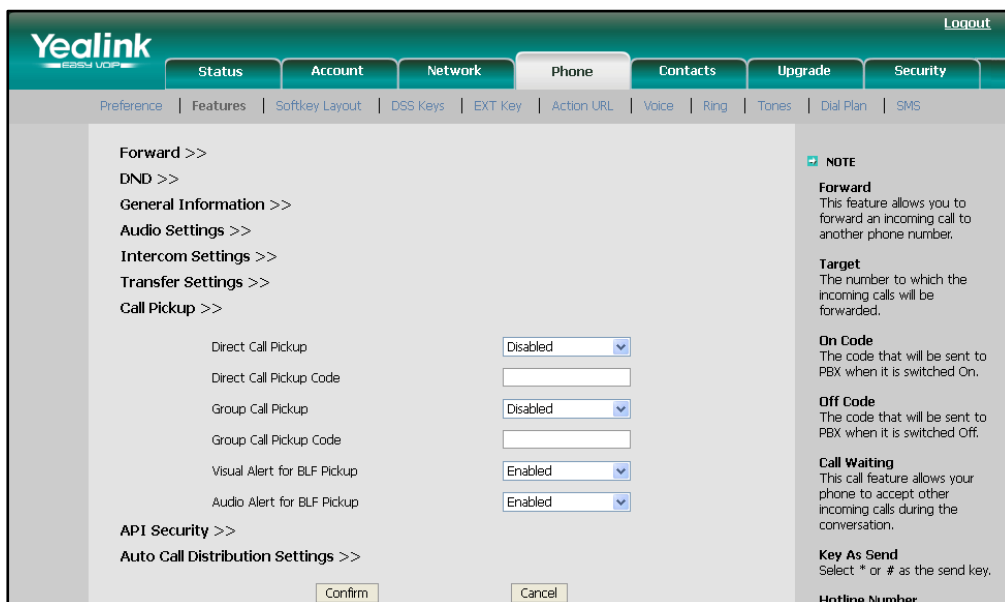 Logout
Yealink
EASY VOIP
Status Account Network Phone Contacts Upgrade Security
Preference | Features | Softkey Layout | DSS Keys | EXT Key | Action URL | Voice | Ring | Tones | Dial Plan | SMS
Forward >>
DND >>
General Information >>
Audio Settings >>
Intercom Settings >>
Transfer Settings >>
Call Pickup >>
Direct Call Pickup Disabled
Direct Call Pickup Code
Group Call Pickup Disabled
Group Call Pickup Code
Visual Alert for BLF Pickup Enabled
Audio Alert for BLF Pickup Enabled
API Security >>
Auto Call Distribution Settings >>
Confirm Cancel
NOTE
Forward
This feature allows you to
forward an incoming call to
another phone number.
Target
The number to which the
incoming calls will be
forwarded.
On Code
The code that will be sent to
PBX when it is switched On.
Off Code
The code that will be sent to
PBX when it is switched Off.
Call Waiting
This call feature allows your
phone to accept other
incoming calls during the
conversation.
Key As Send
Select * or # as the send key.
Hotline Number